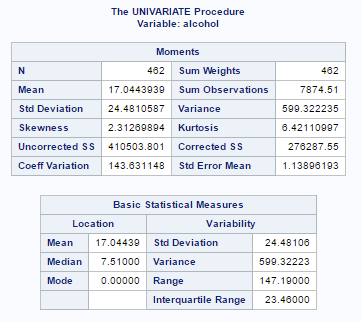 The UNIVARIATE Procedure
Variable: alcohol
Moments
N 462 Sum Weights 462
Mean 17.0443939 Sum Observations 7874.51
Std Deviation 24.4810587 Variance 599.322235
Skewness 2.31269894 Kurtosis 6.42110997
Uncorrected SS 410503.801 Corrected SS 276287.55
Coeff Variation 143.631148 Std Error Mean 1.13896193
Basic Statistical Measures
Location Variability
Mean 17.04439 Std Deviation 24.48106
Median 7.51000 Variance 599.32223
Mode 0.00000 Range 147.19000
Interquartile Range 23.46000